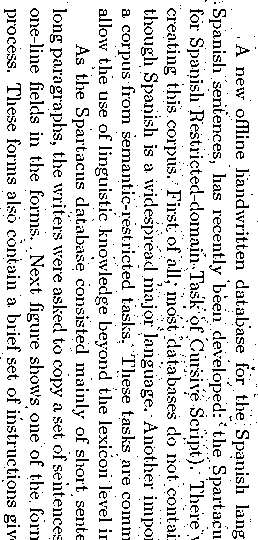 A new offline handwritten database for the Spanish lang
Spanish sentences, has recently been developed: the Spartacu
for Spanish Restricted-domain Task of Cursive Script). There
creating this corpus. First of all, most databases do not contai
though Spanish is a widespread major language. Another impor
a corpus from semantic-restricted tasks. These tasks are comm
allow the use of linguistic knowledge beyond the lexicon level i
As the Spartacus database consisted mainly of short sente
long paragraphs, the writers were asked to copy a set of sentences
one-line fields in the forms. Next figure shows one of the form
process. These forms also contain a brief set of instructions give